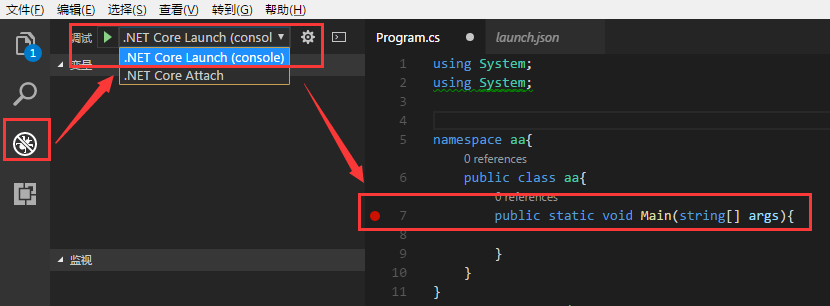 文件(F) 编辑(E) 选择(S) 查看(V) 转到(G) 帮助(H)
调试 .NET Core Launch (consol
.NET Core Launch (console)
.NET Core Attach
变量
监视
1
Program.cs
launch.json
1 using System;
2 using System;
3
4
5 namespace aa{
0 references
6 public class aa{
0 references
7 public static void Main(string[] args){
8
9 }
10 }
11 }